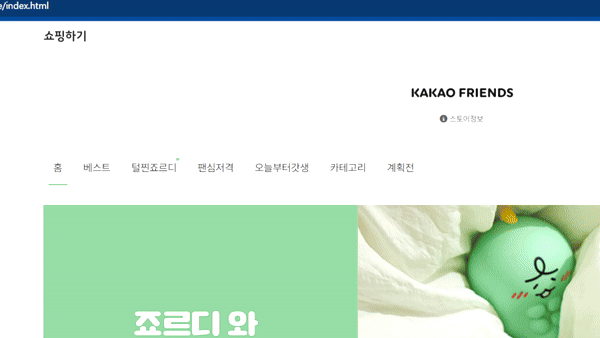 e/index.html
쇼핑하기
KAKAO FRIENDS
스토어정보
홈 베스트 털찐죠르디 팬심저격 오늘부터갓생 카테고리 계획전
죠르디 와